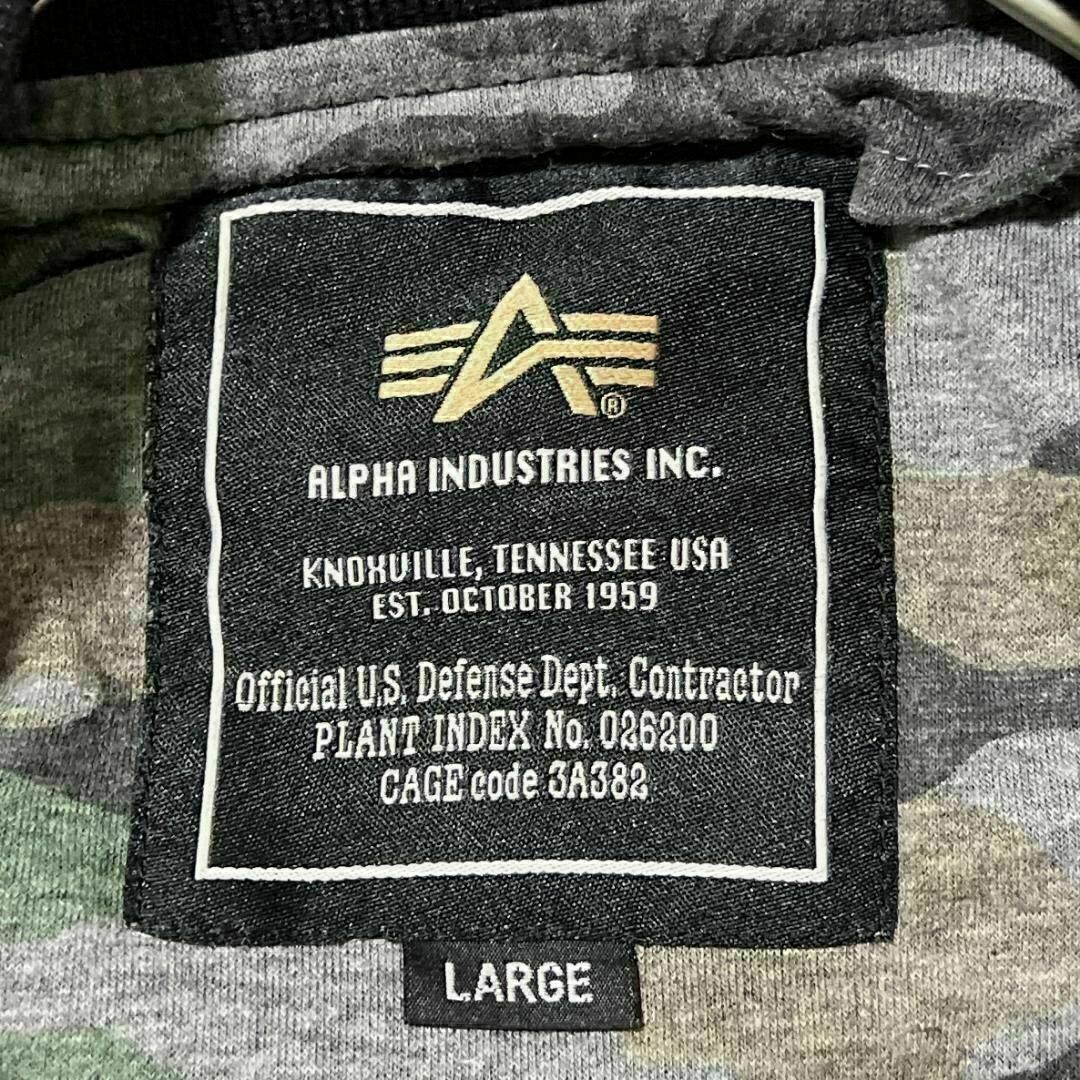 ®
ALPHA INDUSTRIES INC.
KNOXVILLE, TENNESSEE USA
EST. OCTOBER 1959
Official U.S. Defense Dept. Contractor
PLANT INDEX No. 026200
CAGE code 3A382
LARGE